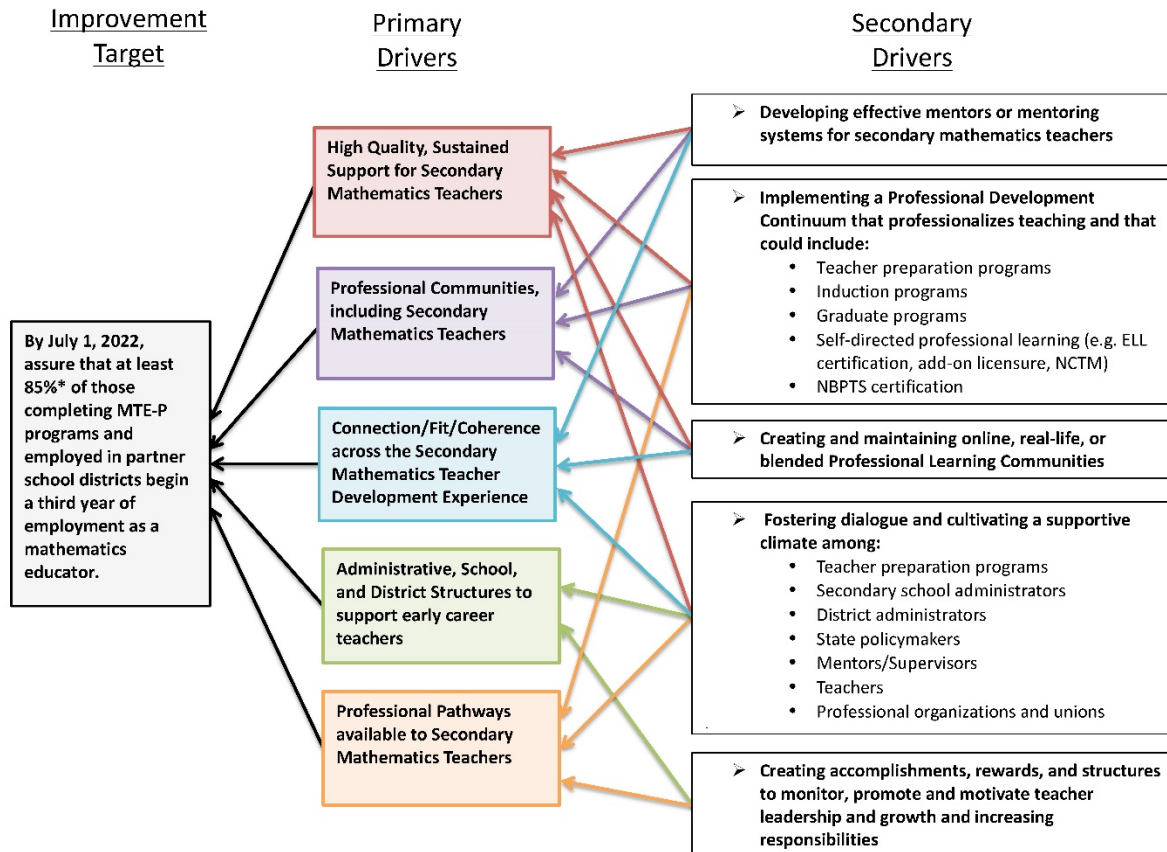 Improvement
Target
Primary
Drivers
Secondary
Drivers
By July 1, 2022,
assure that at least
85%* of those
completing MTE-P
programs and
employed in partner
school districts begin
a third year of
employment as a
mathematics
educator.
High Quality, Sustained
Support for Secondary
Mathematics Teachers
Professional Communities,
including Secondary
Mathematics Teachers
Connection/Fit/Coherence
across the Secondary
Mathematics Teacher
Development Experience
Administrative, School,
and District Structures to
support early career
teachers
Professional Pathways
available to Secondary
Mathematics Teachers
➢ Developing effective mentors or mentoring
systems for secondary mathematics teachers
➢ Implementing a Professional Development
Continuum that professionalizes teaching and that
could include:
• Teacher preparation programs
• Induction programs
• Graduate programs
• Self-directed professional learning (e.g. ELL
certification, add-on licensure, NCTM)
• NBPTS certification
➢ Creating and maintaining online, real-life, or
blended Professional Learning Communities
➢ Fostering dialogue and cultivating a supportive
climate among:
• Teacher preparation programs
• Secondary school administrators
• District administrators
• State policymakers
• Mentors/Supervisors
• Teachers
• Professional organizations and unions
➢ Creating accomplishments, rewards, and structures
to monitor, promote and motivate teacher
leadership and growth and increasing
responsibilities